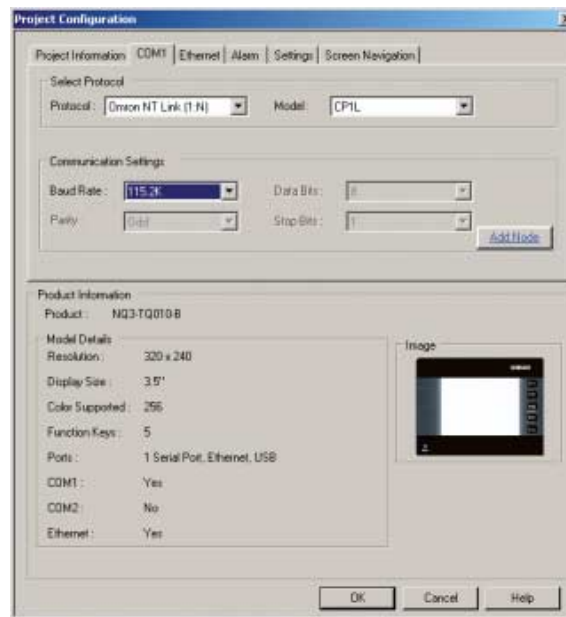 Project Configuration
Project Information COM1 Ethernet Alarm Settings Screen Navigation
Select Protocol
Protocol : Omron NT Link (1:N) Model CP1L
Communication Settings
Baud Rate : 115.2K Data Bits : 8
Parity Odd Stop Bits : 1
Add Node
Product Information
Product : NQ3-TQ010-B
Model Details
Resolution : 320 x 240
Display Size : 3.5"
Color Supported : 256
Function Keys : 5
Ports : 1 Serial Port, Ethernet, USB
COM1 : Yes
COM2 No
Ethernet : Yes
Image
OMRON
OK Cancel Help